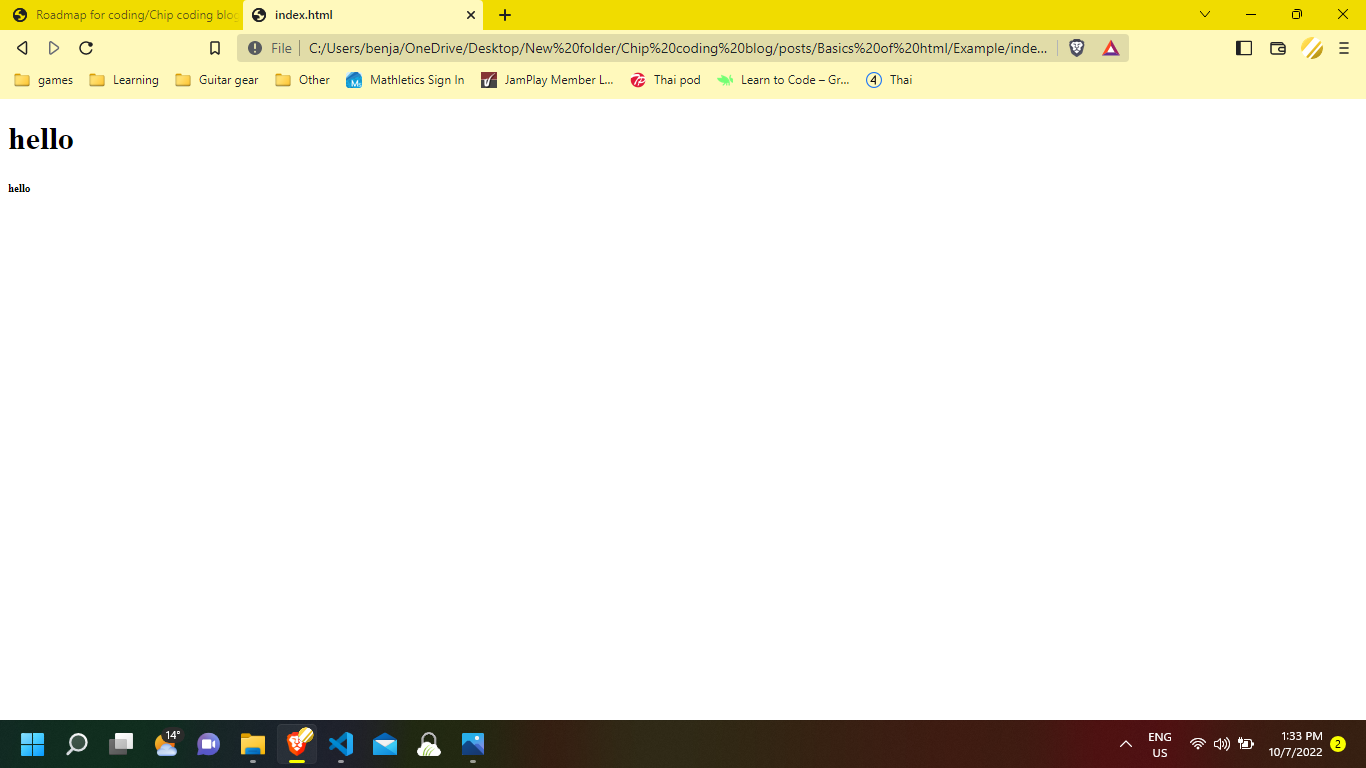 Roadmap for coding/Chip coding blog
index.html
File
C:/Users/benja/OneDrive/Desktop/New%20folder/Chip%20coding%20blog/posts/Basics%20of%20html/Example/inde...
games
Learning
Guitar gear
Other
Mathletics Sign In
JamPlay Member L...
Thai pod
Learn to Code – Gr...
4
Thai
hello
hello
14°
ENG
US
1:33 PM
10/7/2022
2